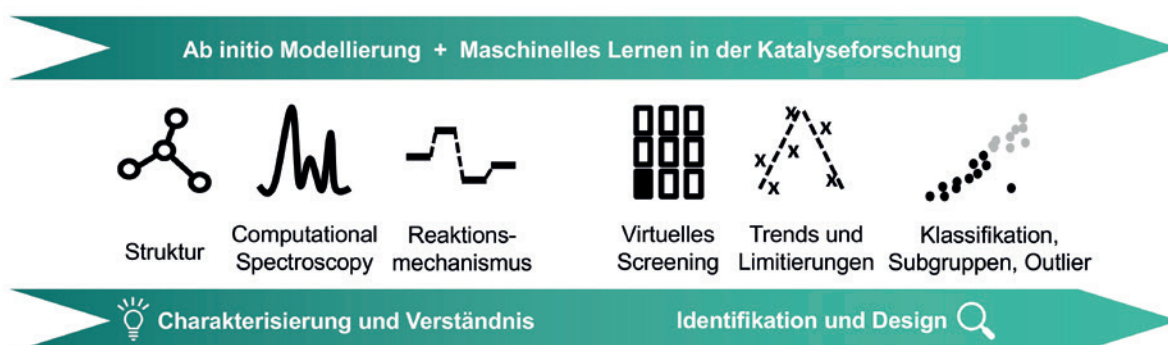 Ab initio Modellierung + Maschinelles Lernen in der Katalyseforschung
Struktur
Computational
Spectroscopy
Reaktions-
mechanismus
Virtuelles
Screening
Trends und
Limitierungen
Klassifikation,
Subgruppen, Outlier
Charakterisierung und Verständnis
Identifikation und Design